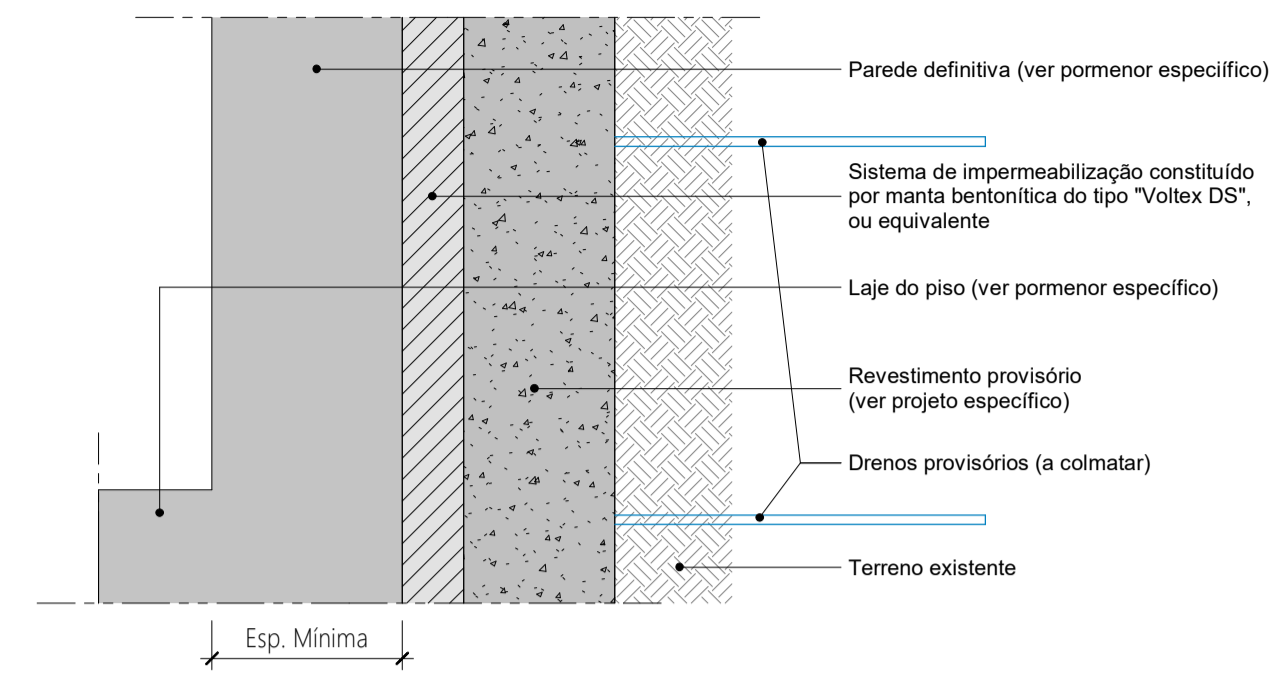 Parede definitiva (ver pormenor especiífico)
Sistema de impermeabilização constituído
por manta bentonítica do tipo "Voltex DS",
ou equivalente
Laje do piso (ver pormenor específico)
Revestimento provisório
(ver projeto específico)
Drenos provisórios (a colmatar)
Terreno existente
Esp. Mínima